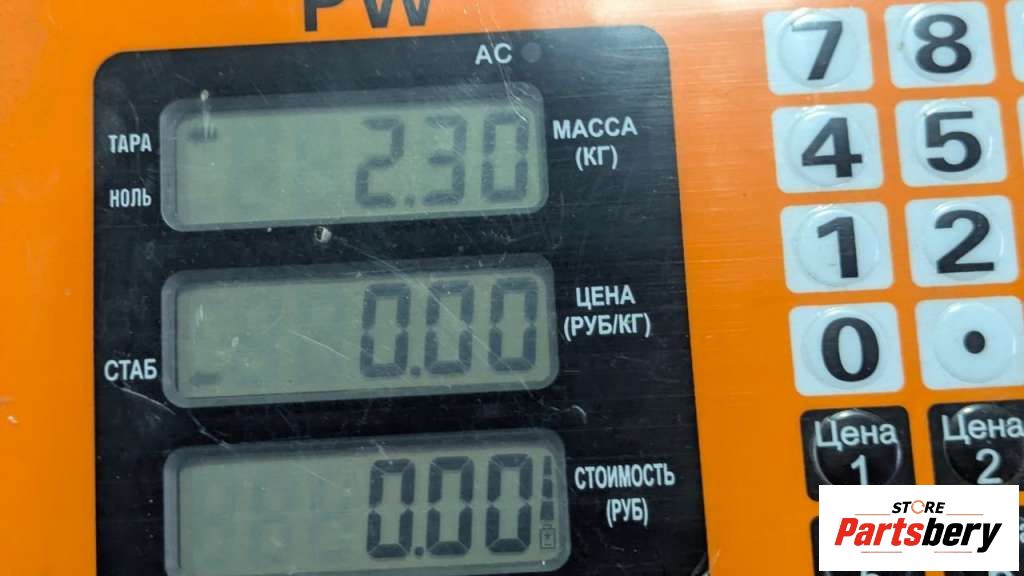 PW
AC
ТАРА
НОЛЬ
2.30
МАССА
(КГ)
СТАБ
0.00
ЦЕНА
(РУБ/КГ)
0.00
СТОИМОСТЬ
(РУБ)
7 8
4 5
1 2
0 .
Цена
1
Цена
2
STORE
Partsbery